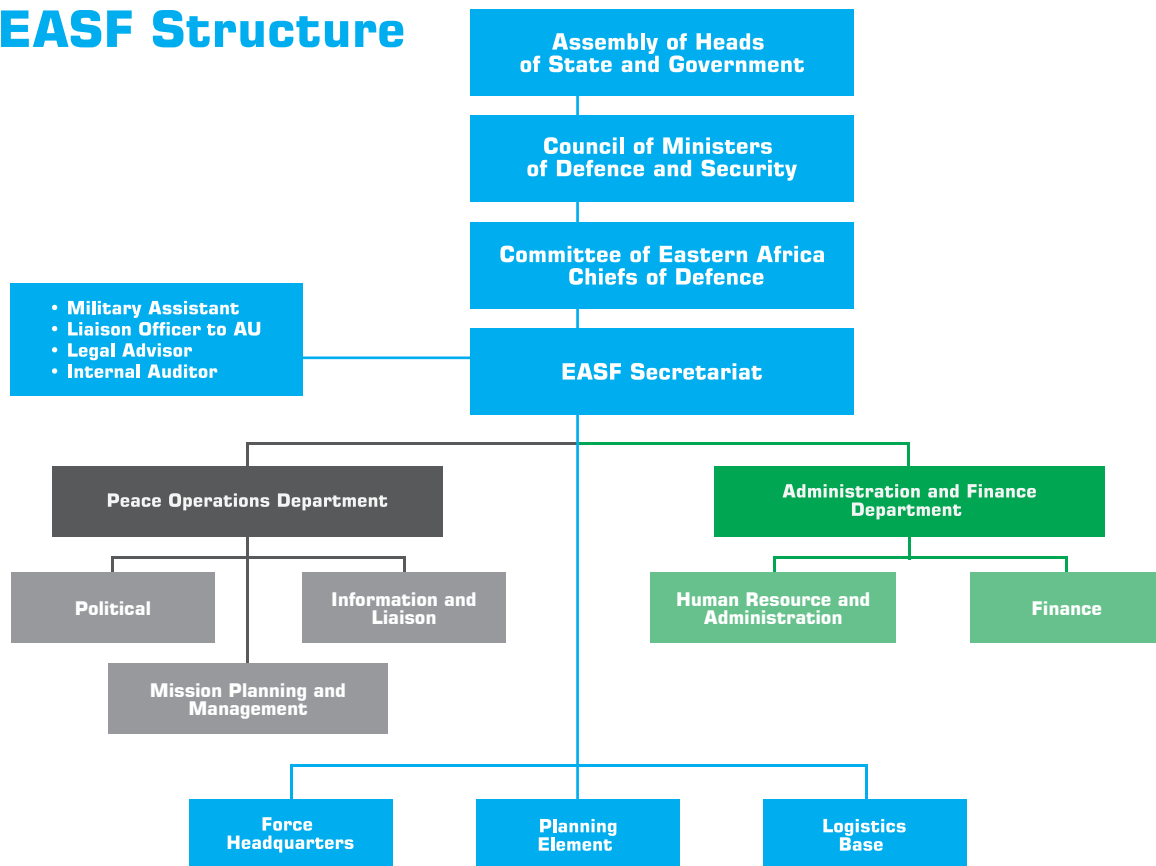 EASF Structure
Assembly of Heads
of State and Government
Council of Ministers
of Defence and Security
Committee of Eastern Africa
Chiefs of Defence
• Military Assistant
• Liaison Officer to AU
• Legal Advisor
• Internal Auditor
EASF Secretariat
Peace Operations Department
Administration and Finance
Department
Political
Information and
Liaison
Human Resource and
Administration
Finance
Mission Planning and
Management
Force
Headquarters
Planning
Element
Logistics
Base